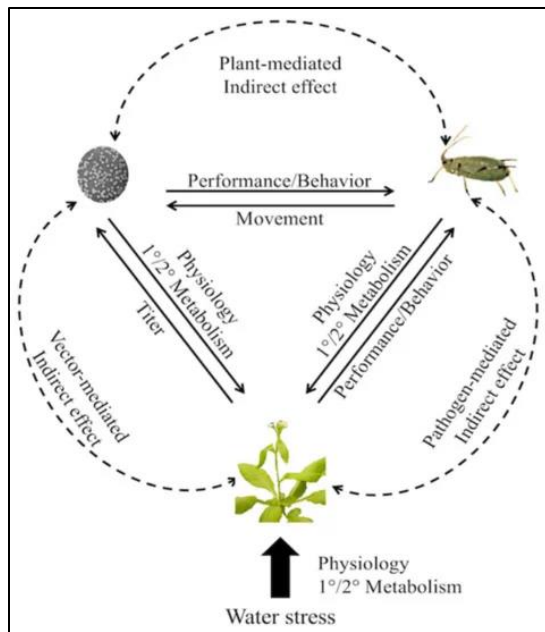 Plant-mediated
Indirect effect
Performance/Behavior
Movement
Physiology
1°/2° Metabolism
Titer
Physiology
1°/2° Metabolism
Performance/Behavior
Vector-mediated
Indirect effect
Pathogen-mediated
Indirect effect
Physiology
1°/2° Metabolism
Water stress